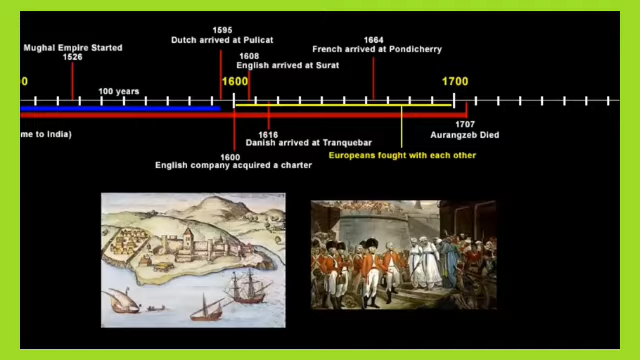 1595
Dutch arrived at Pulicat
1664
French arrived at Pondicherry
Mughal Empire Started
1526
1608
English arrived at Surat
0
1600
1700
100 years
me to India)
1616
Danish arrived at Tranquebar
1707
Aurangzeb Died
1600
English company acquired a charter
Europeans fought with each other